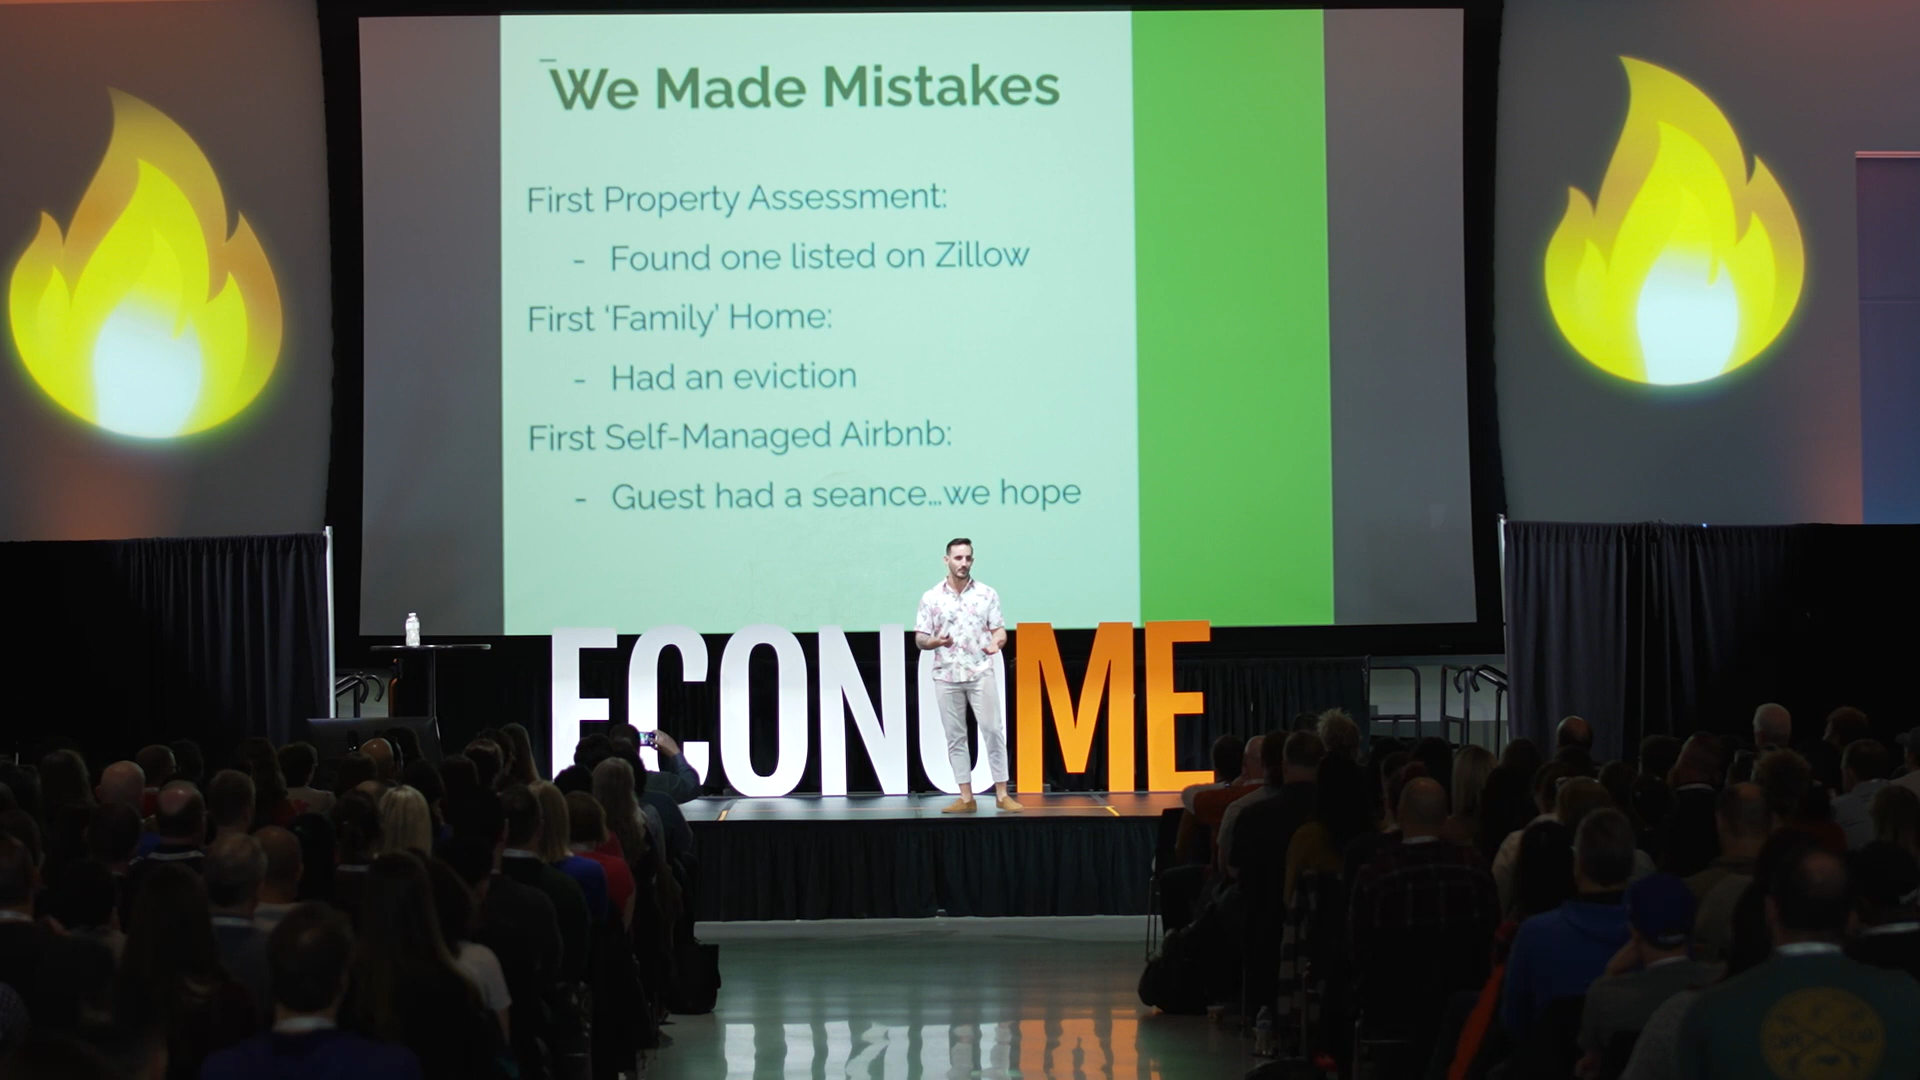 We Made Mistakes
First Property Assessment:
- Found one listed on Zillow
First ‘Family’ Home:
- Had an eviction
First Self-Managed Airbnb:
- Guest had a seance...we hope
ECONOME